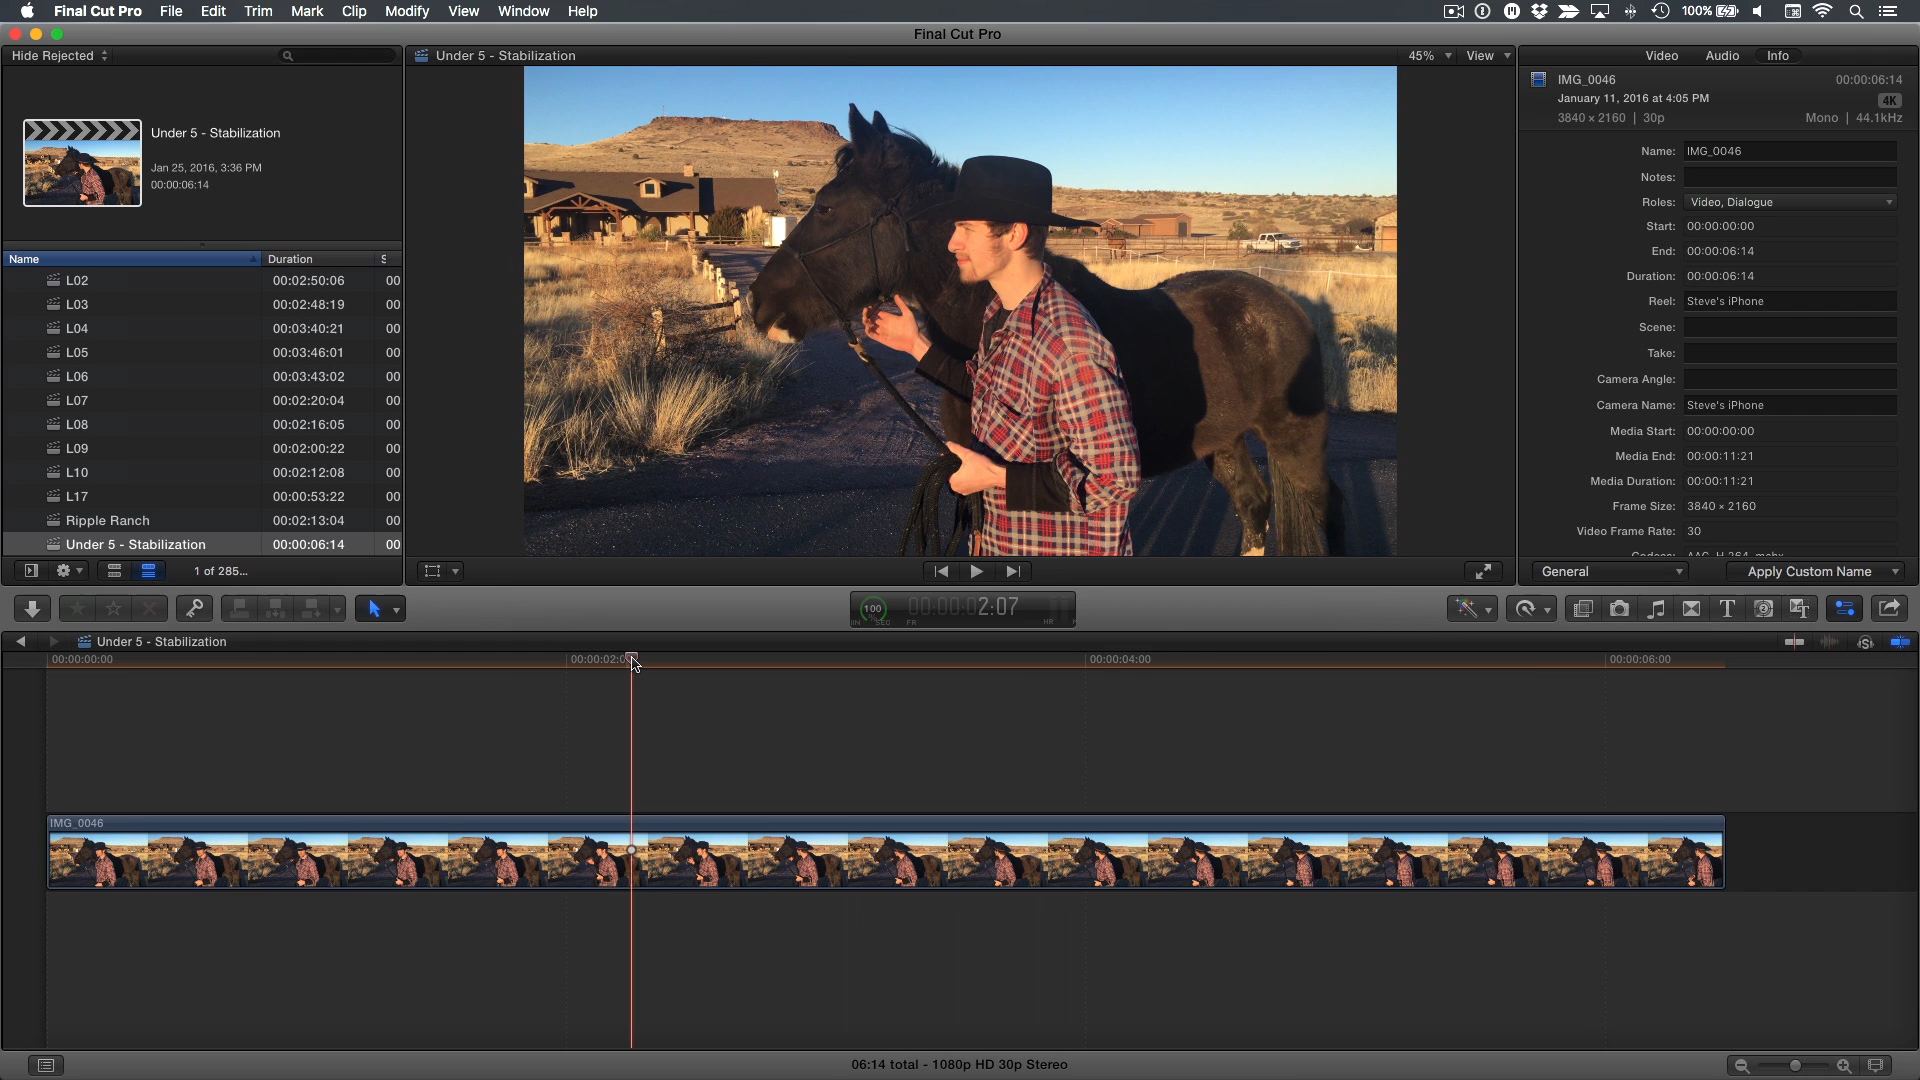 Final Cut Pro File Edit Trim Mark Clip Modify View Window Help 100%
Final Cut Pro
Hide Rejected
Under 5 - Stabilization
Jan 25, 2016, 3:36 PM
00:00:06:14
Name Duration S
L02 00:02:50:06 00
L03 00:02:48:19 00
L04 00:03:40:21 00
L05 00:03:46:01 00
L06 00:03:43:02 00
L07 00:02:20:04 00
L08 00:02:16:05 00
L09 00:02:00:22 00
L10 00:02:12:08 00
L17 00:00:53:22 00
Ripple Ranch 00:02:13:04 00
Under 5 - Stabilization 00:00:06:14 00
1 of 285...
Under 5 - Stabilization 45% View
Video Audio Info
IMG_0046 00:00:06:14
January 11, 2016 at 4:05 PM 4K
3840 × 2160 | 30p Mono | 44.1kHz
Name: IMG_0046
Notes:
Roles: Video, Dialogue
Start: 00:00:00:00
End: 00:00:06:14
Duration: 00:00:06:14
Reel: Steve's iPhone
Scene:
Take:
Camera Angle:
Camera Name: Steve's iPhone
Media Start: 00:00:00:00
Media End: 00:00:11:21
Media Duration: 00:00:11:21
Frame Size: 3840 × 2160
Video Frame Rate: 30
General Apply Custom Name
100 00:00:02:07
% MIN SEC FR HR
Under 5 - Stabilization
00:00:00:00 00:00:02:0 00:00:04:00 00:00:06:00
IMG_0046
06:14 total - 1080p HD 30p Stereo